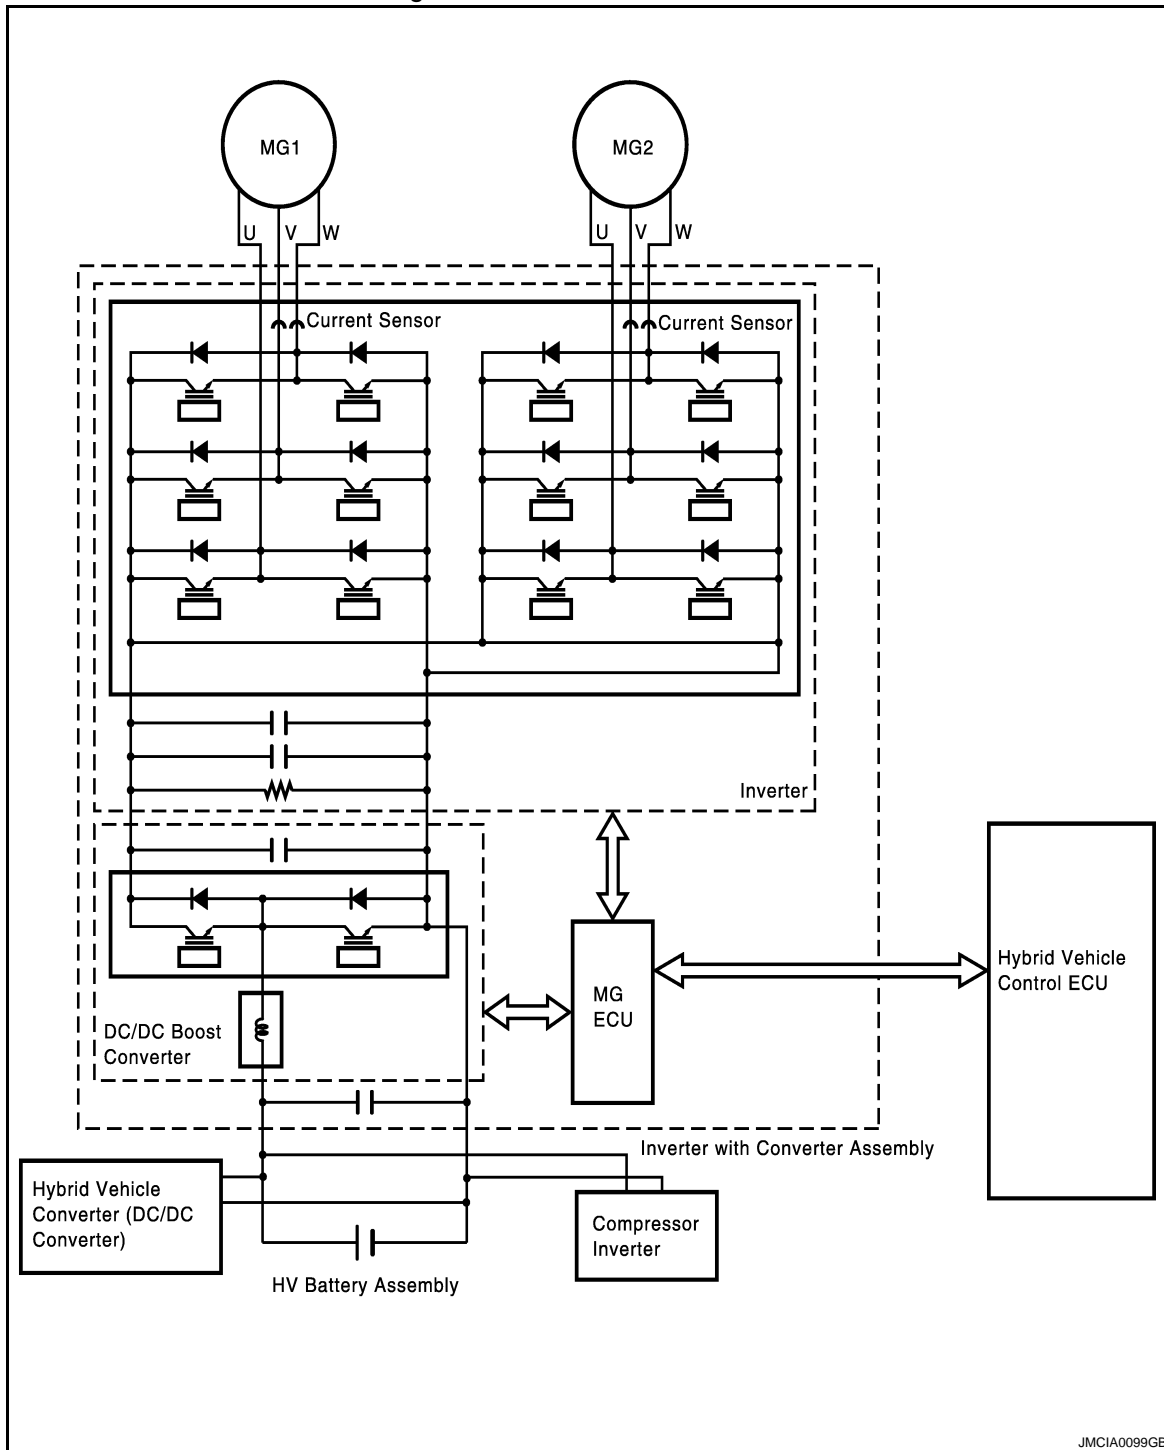 MG1
MG2
U V W
U V W
Current Sensor
Current Sensor
Inverter
Hybrid Vehicle
Control ECU
MG
ECU
DC/DC Boost
Converter
Inverter with Converter Assembly
Hybrid Vehicle
Converter (DC/DC
Converter)
Compressor
Inverter
HV Battery Assembly
JMCIA0099GB